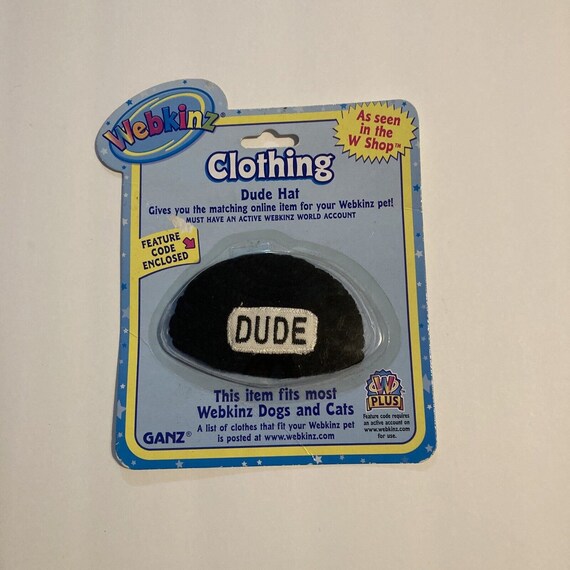 Webkinz
As seen
in the
W Shop™
Clothing
Dude Hat
Gives you the matching online item for your Webkinz pet!
MUST HAVE AN ACTIVE WEBKINZ WORLD ACCOUNT
FEATURE
CODE
ENCLOSED
DUDE
This item fits most
Webkinz Dogs and Cats
A list of clothes that fit your Webkinz pet
is posted at www.webkinz.com
GANZ®
W
PLUS
Feature code requires
an active account on
www.webkinz.com
for use.